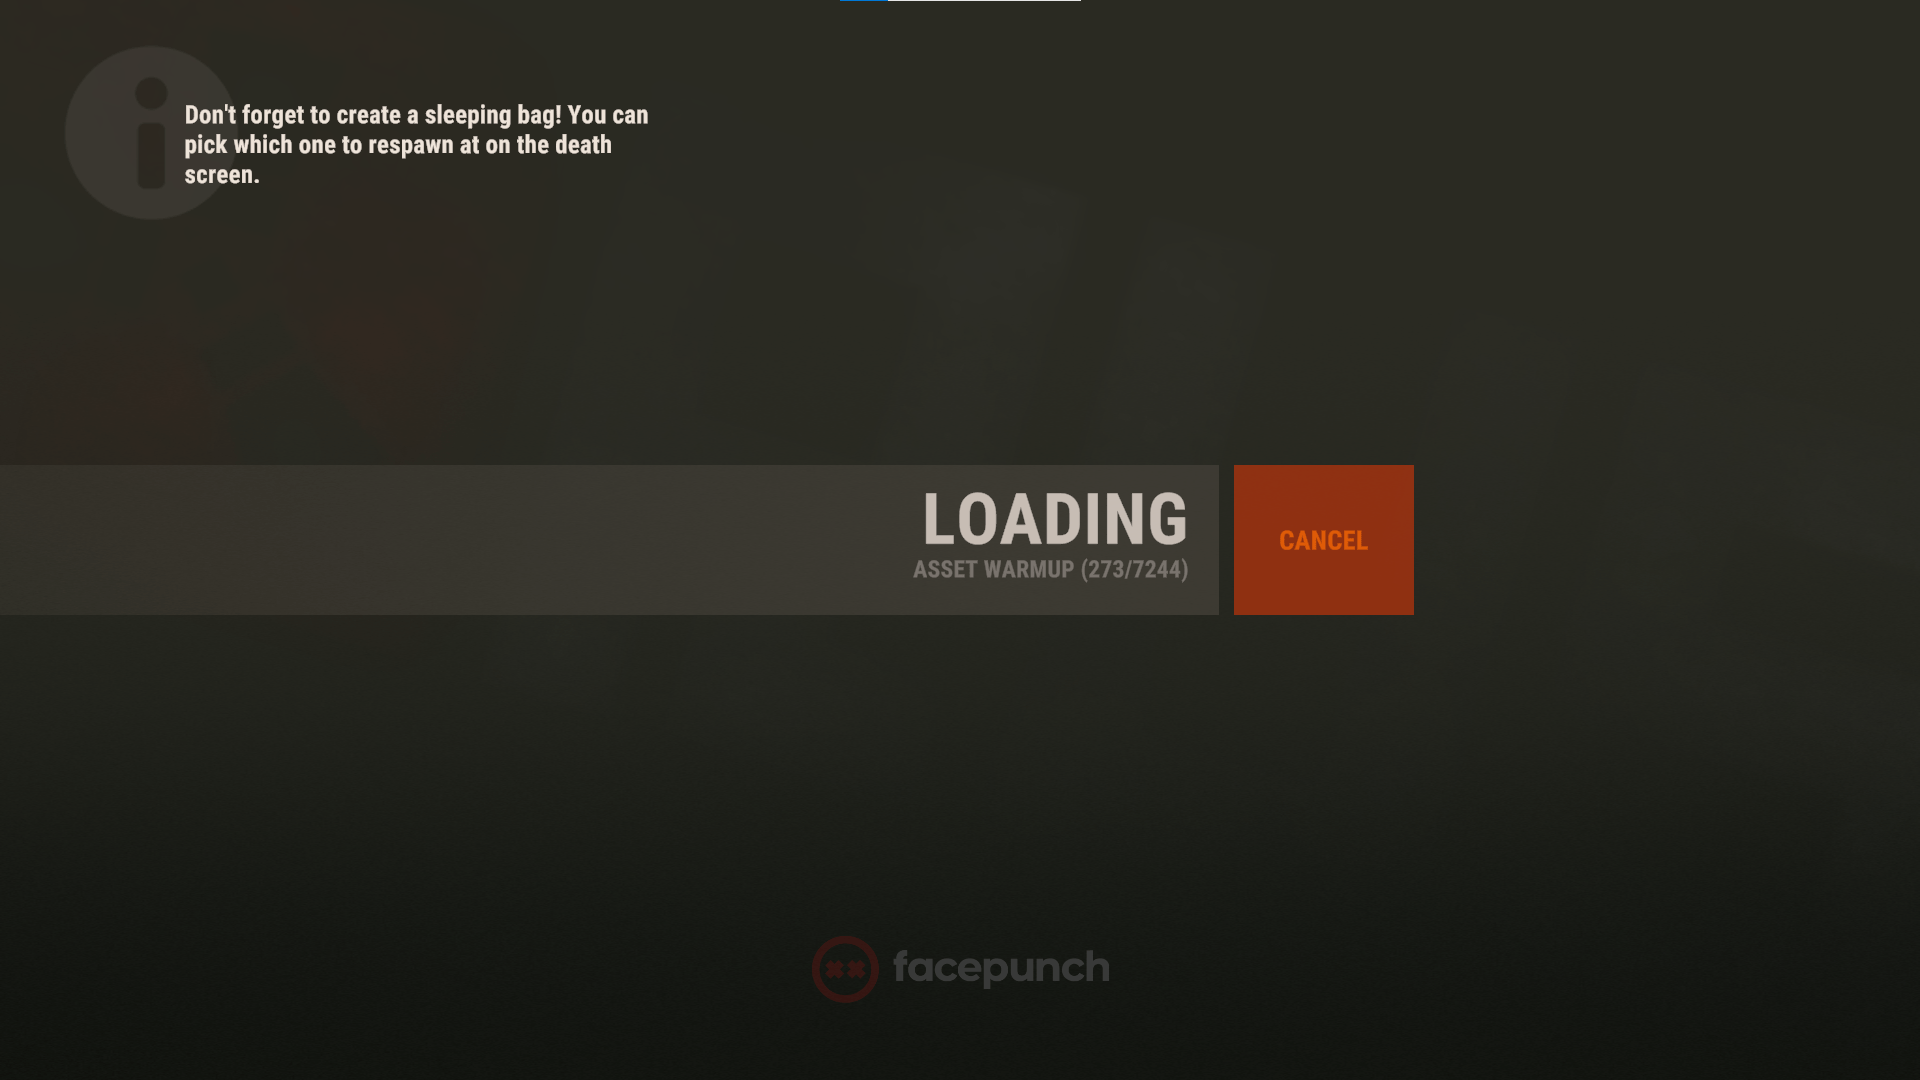 Don't forget to create a sleeping bag! You can
pick which one to respawn at on the death
screen.
LOADING
ASSET WARMUP (273/7244)
CANCEL
facepunch